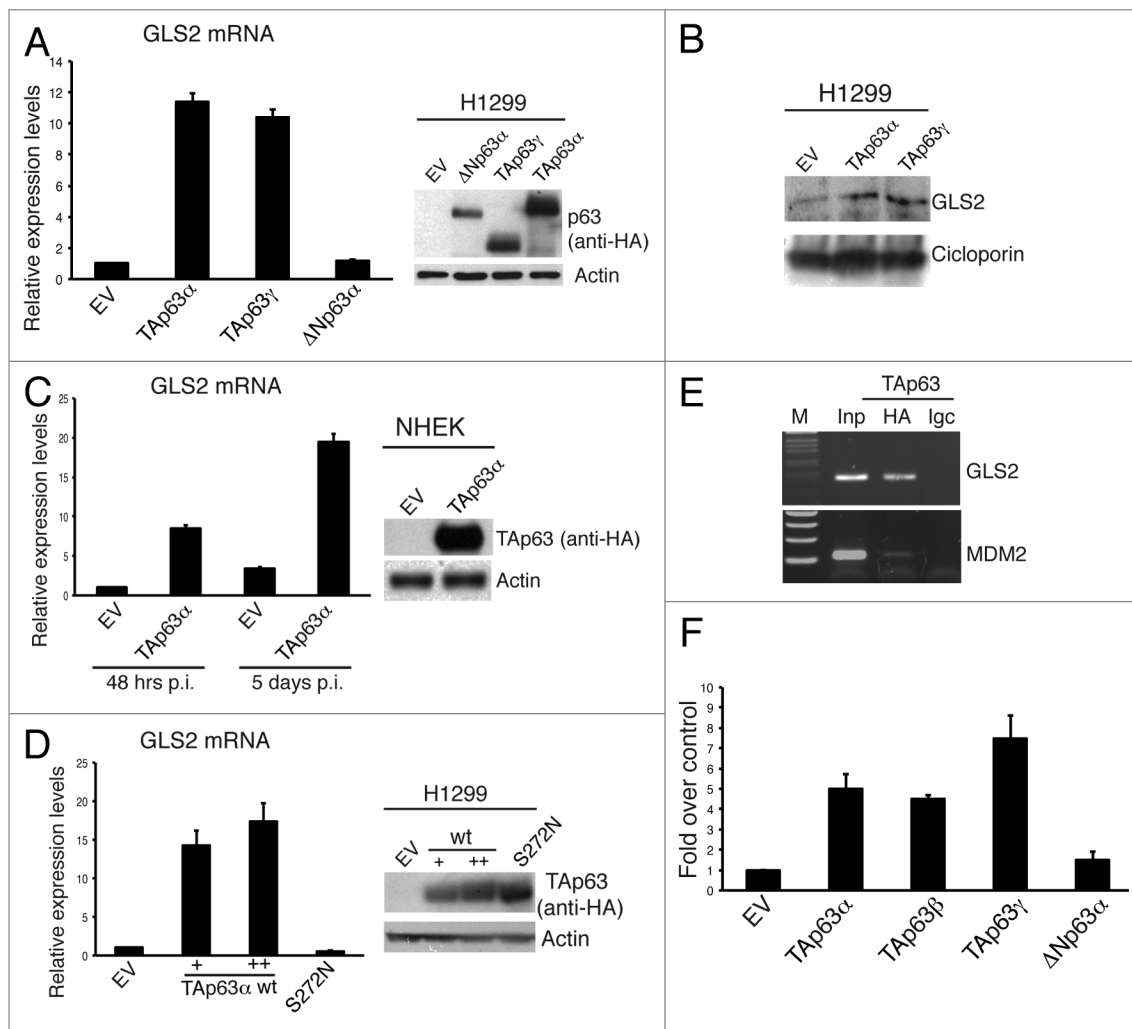 A
GLS2 mRNA
Relative expression levels
14
12
10
8
6
4
2
0
EV
TAp63α
TAp63γ
ΔNp63α
H1299
EV
ΔNp63α
TAp63γ
TAp63α
p63
(anti-HA)
Actin
B
H1299
EV
TAp63α
TAp63γ
GLS2
Cicloporin
C
GLS2 mRNA
Relative expression levels
25
20
15
10
5
0
EV
TAp63α
EV
TAp63α
48 hrs p.i.
5 days p.i.
NHEK
EV
TAp63α
TAp63 (anti-HA)
Actin
D
GLS2 mRNA
Relative expression levels
25
20
15
10
5
0
EV
+
++
TAp63α wt
S272N
H1299
EV
wt
+
++
S272N
TAp63
(anti-HA)
Actin
E
TAp63
M
Inp
HA
Igc
GLS2
MDM2
F
Fold over control
10
9
8
7
6
5
4
3
2
1
0
EV
TAp63α
TAp63β
TAp63γ
ΔNp63α